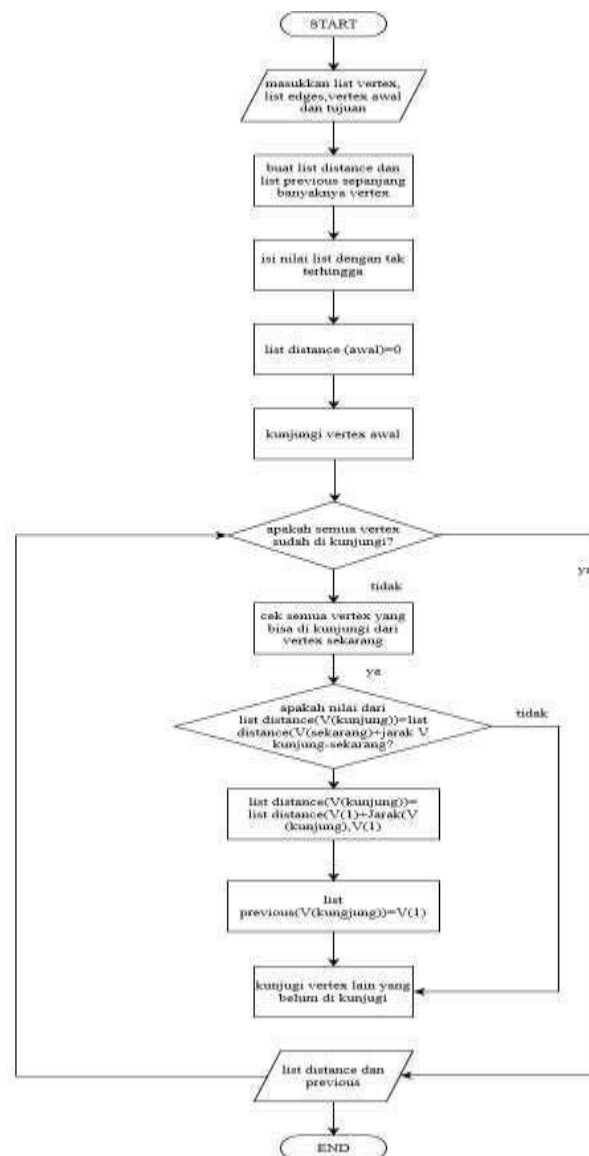 START
masukkan list vertex,
list edges,vertex awal
dan tujuan
buat list distance dan
list previous sepanjang
banyaknya vertex
isi nilai list dengan tak
terhingga
list distance (awal)=0
kunjungi vertex awal
apakah semua vertex
sudah di kunjungi?
ya
tidak
cek semua vertex yang
bisa di kunjungi dari
vertex sekarang
ya
apakah nilai dari
list distance(V(kunjung))=list
distance(V(sekarang)+jarak V
kunjung-sekarang?
tidak
list distance(V(kunjung))=
list distance(V(1)+Jarak(V
(kunjung),V(1)
list
previous(V(kungjung))=V(1)
kunjugi vertex lain yang
belum di kunjugi
list distance dan
previous
END